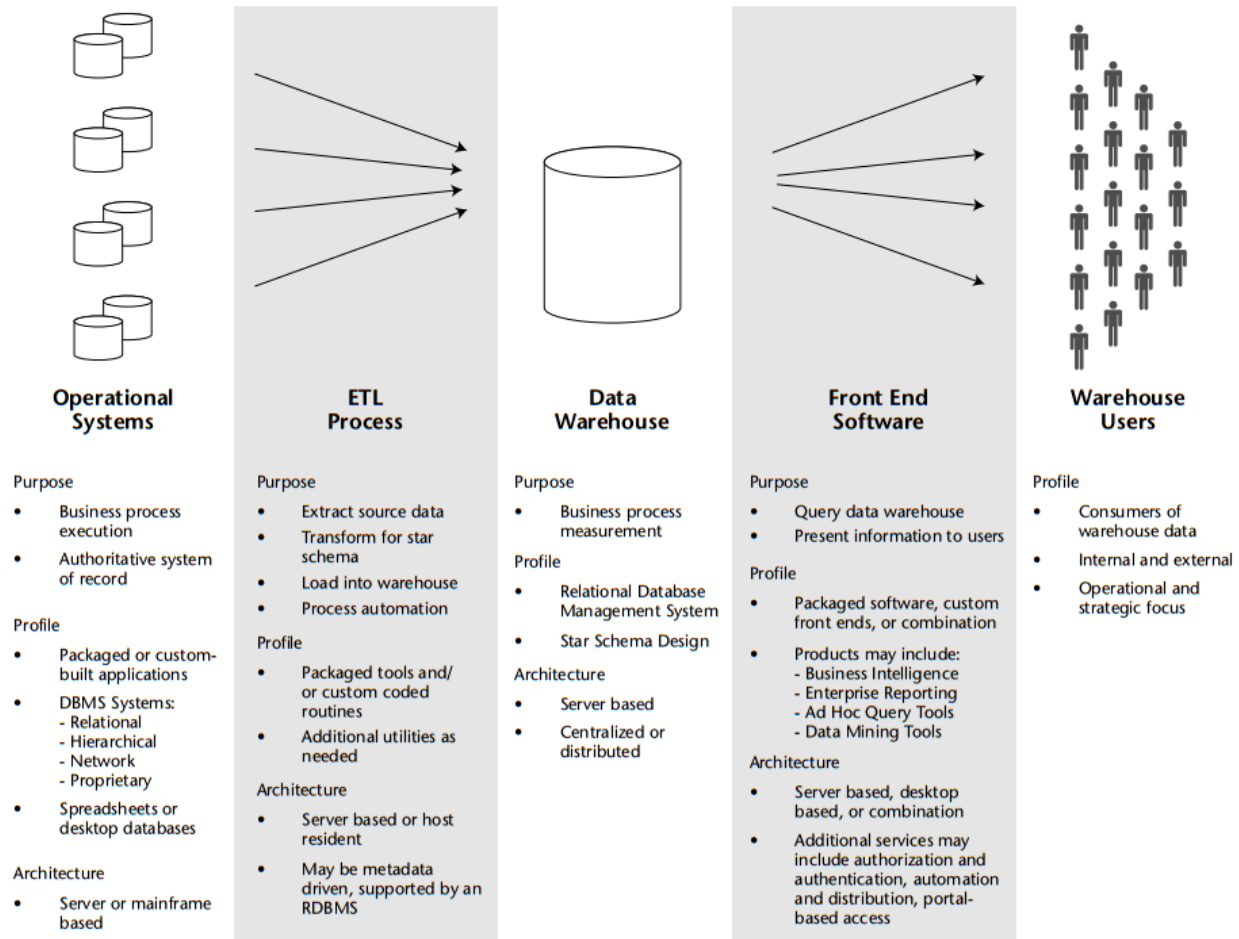 Operational
Systems
Purpose
• Business process
execution
• Authoritative system
of record
Profile
• Packaged or custom-
built applications
• DBMS Systems:
- Relational
- Hierarchical
- Network
- Proprietary
• Spreadsheets or
desktop databases
Architecture
• Server or mainframe
based
ETL
Process
Purpose
• Extract source data
• Transform for star
schema
• Load into warehouse
• Process automation
Profile
• Packaged tools and/
or custom coded
routines
• Additional utilities as
needed
Architecture
• Server based or host
resident
• May be metadata
driven, supported by an
RDBMS
Data
Warehouse
Purpose
• Business process
measurement
Profile
• Relational Database
Management System
• Star Schema Design
Architecture
• Server based
• Centralized or
distributed
Front End
Software
Purpose
• Query data warehouse
• Present information to users
Profile
• Packaged software, custom
front ends, or combination
• Products may include:
- Business Intelligence
- Enterprise Reporting
- Ad Hoc Query Tools
- Data Mining Tools
Architecture
• Server based, desktop
based, or combination
• Additional services may
include authorization and
authentication, automation
and distribution, portal-
based access
Warehouse
Users
Profile
• Consumers of
warehouse data
• Internal and external
• Operational and
strategic focus